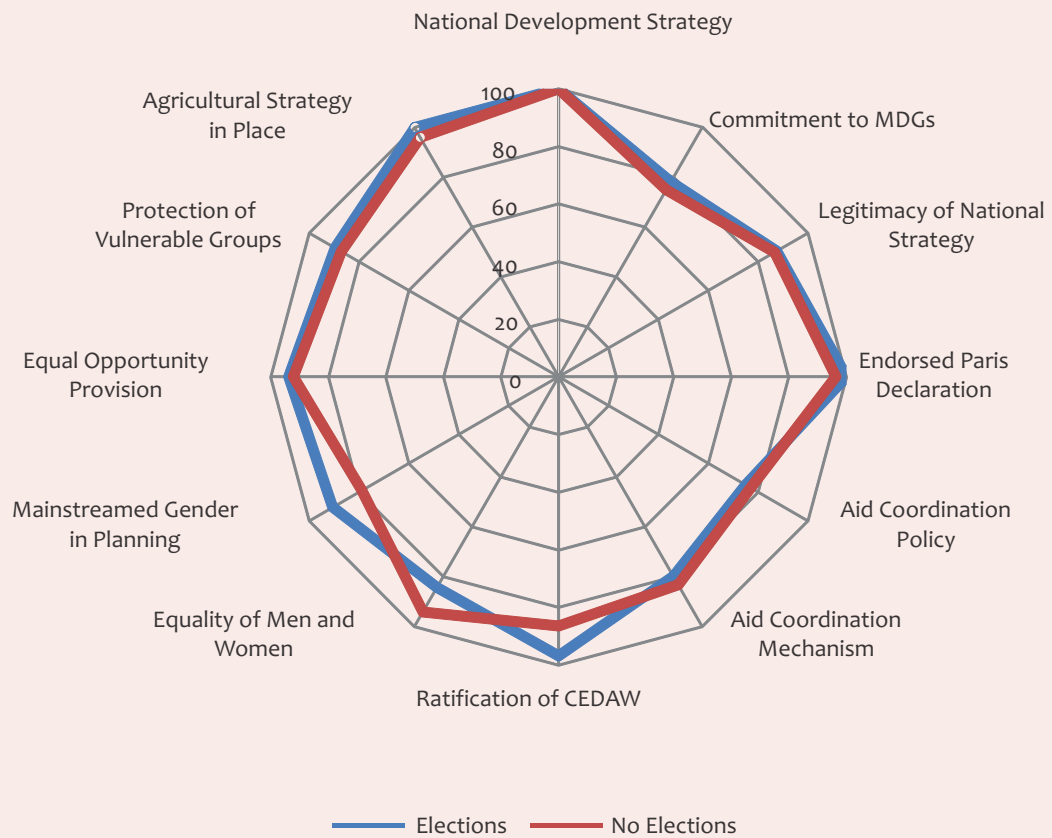 National Development Strategy
Commitment to MDGs
Legitimacy of National
Strategy
Endorsed Paris
Declaration
Aid Coordination
Policy
Aid Coordination
Mechanism
Ratification of CEDAW
Equality of Men and
Women
Mainstreamed Gender
in Planning
Equal Opportunity
Provision
Protection of
Vulnerable Groups
Agricultural Strategy
in Place
100
80
60
40
20
0
Elections
No Elections